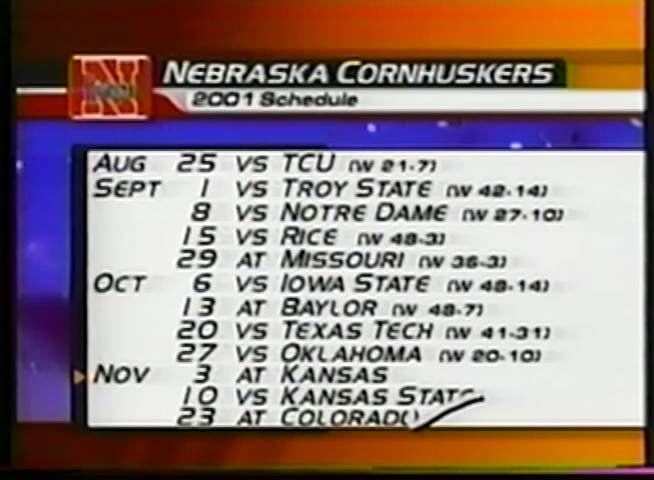 N
NEBRASKA CORNHUSKERS
2001 Schedule
AUG 25 VS TCU (W 21-7)
SEPT 1 VS TROY STATE (W 42-14)
8 VS NOTRE DAME (W 27-10)
15 VS RICE (W 48-3)
29 AT MISSOURI (W 36-3)
OCT 6 VS IOWA STATE (W 48-14)
13 AT BAYLOR (W 48-7)
20 VS TEXAS TECH (W 41-31)
27 VS OKLAHOMA (W 20-10)
NOV 3 AT KANSAS
10 VS KANSAS STATE
23 AT COLORADO